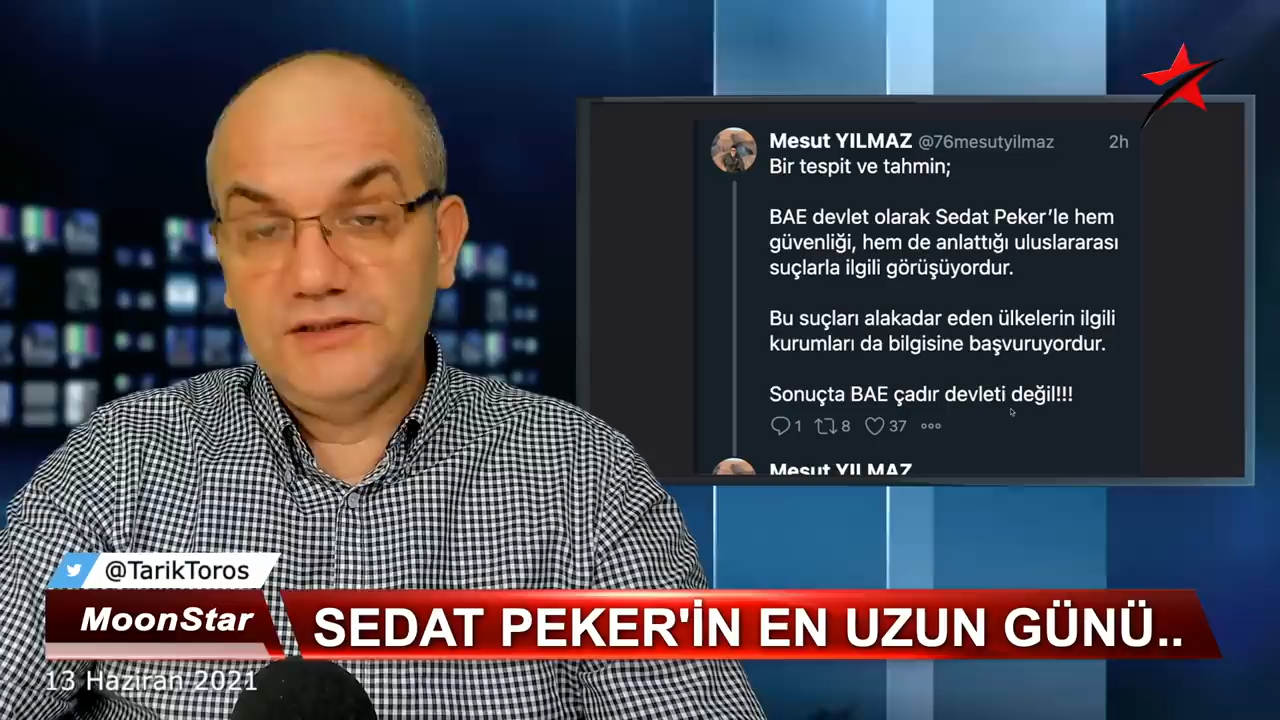 Mesut YILMAZ @76mesutyilmaz 2h
Bir tespit ve tahmin;
BAE devlet olarak Sedat Peker’le hem
güvenliği, hem de anlattığı uluslararası
suçlarla ilgili görüşüyordur.
Bu suçları alakadar eden ülkelerin ilgili
kurumları da bilgisine başvuruyordur.
Sonuçta BAE çadır devleti değil!!!
1 8 37
Mesut YILMAZ
@TarikToros
MoonStar
SEDAT PEKER'İN EN UZUN GÜNÜ..
13 Haziran 2021